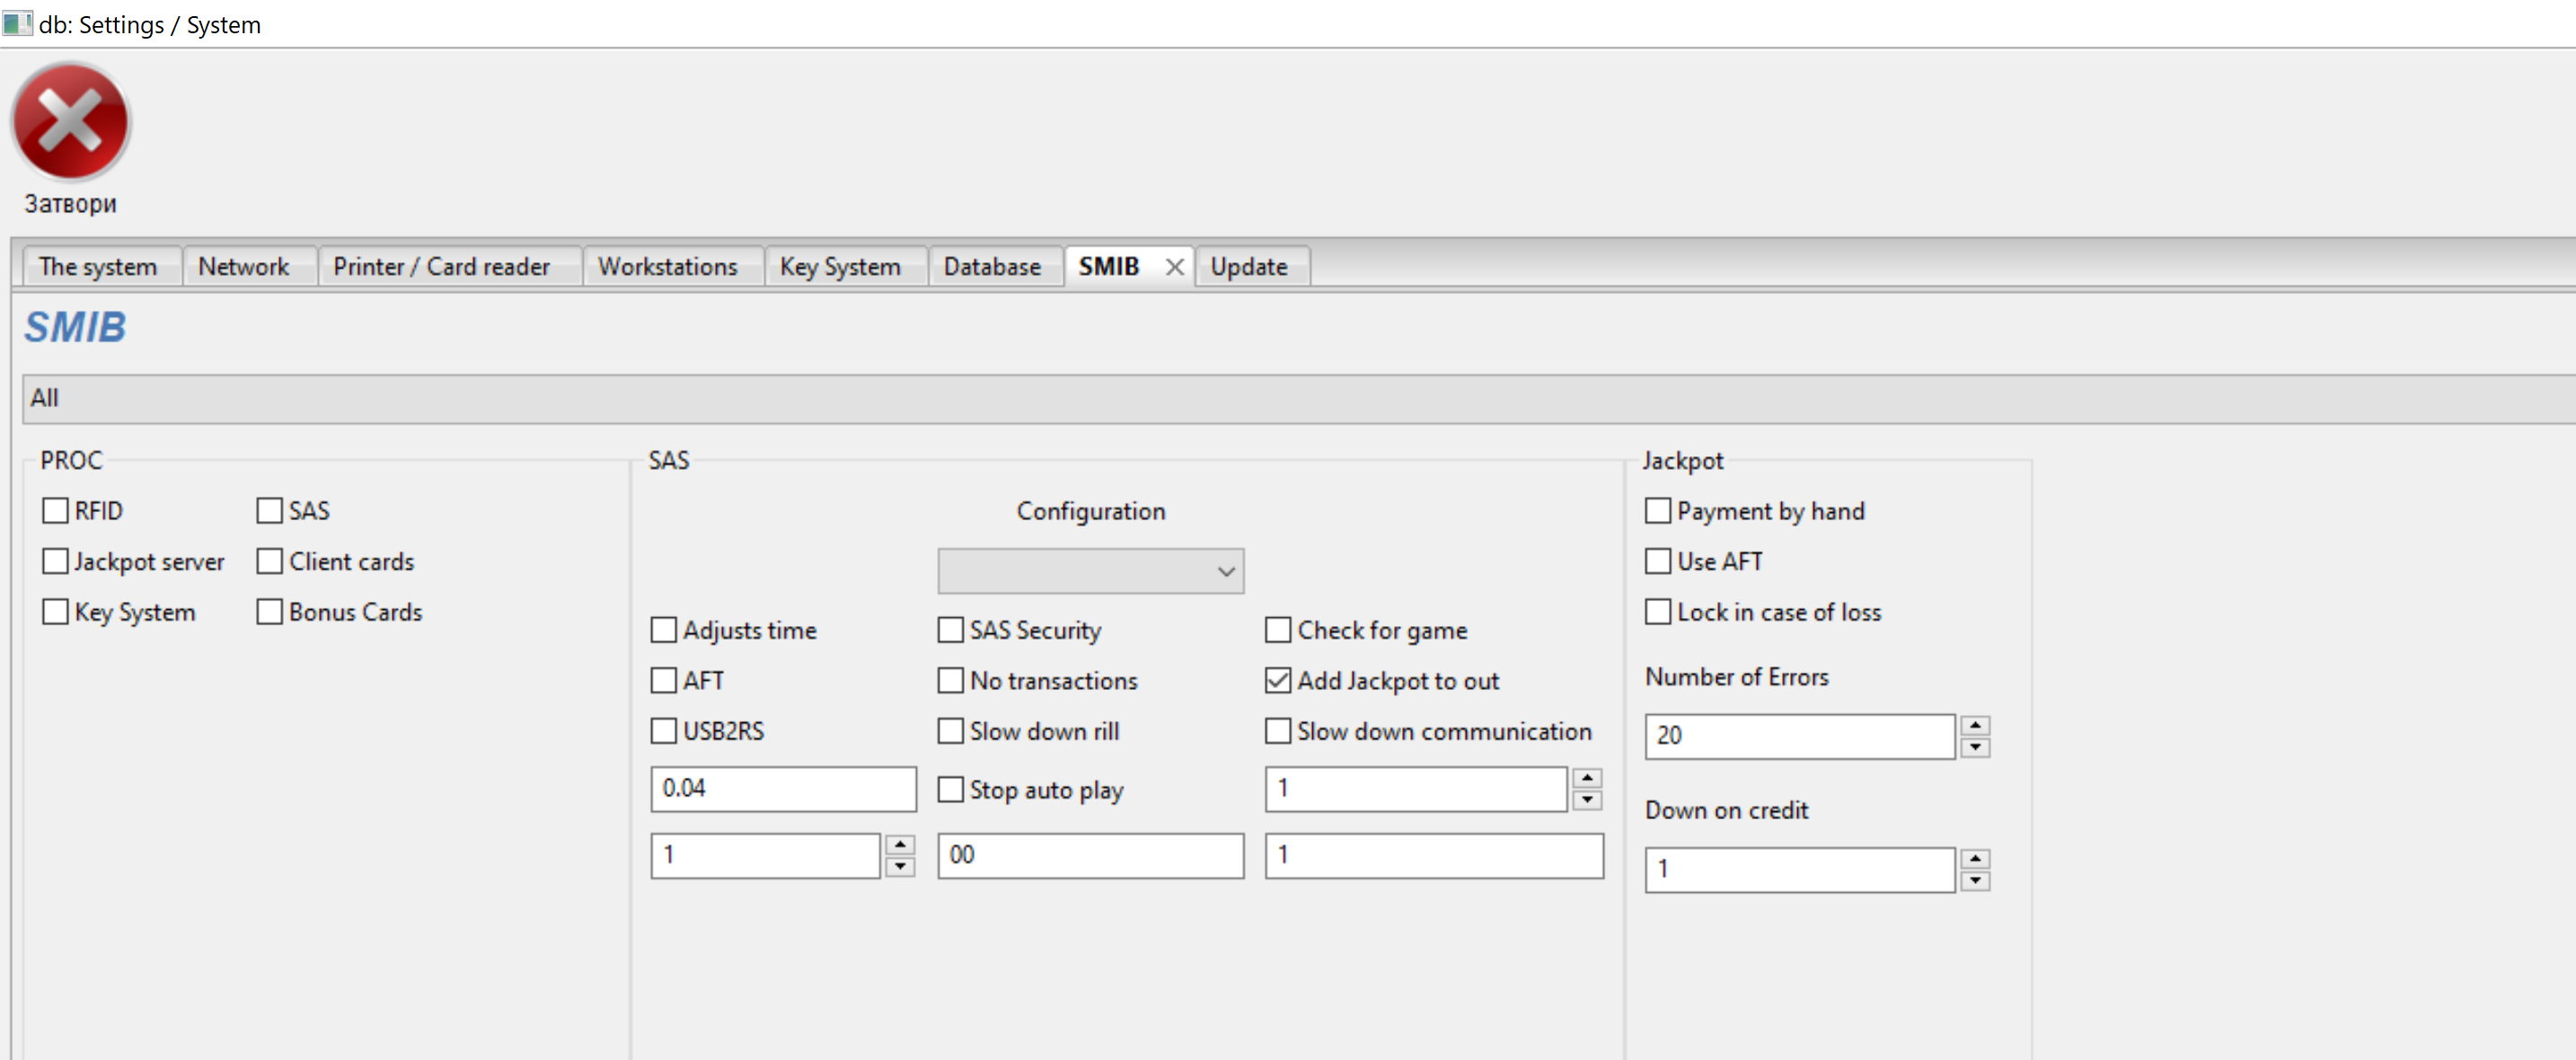 db: Settings / System
Затвори
The system Network Printer / Card reader Workstations Key System Database SMIB Update
SMIB
All
PROC
RFID SAS
Jackpot server Client cards
Key System Bonus Cards
SAS
Configuration
Adjusts time SAS Security Check for game
AFT No transactions Add Jackpot to out
USB2RS Slow down rill Slow down communication
0.04 Stop auto play 1
1 00 1
Jackpot
Payment by hand
Use AFT
Lock in case of loss
Number of Errors
20
Down on credit
1